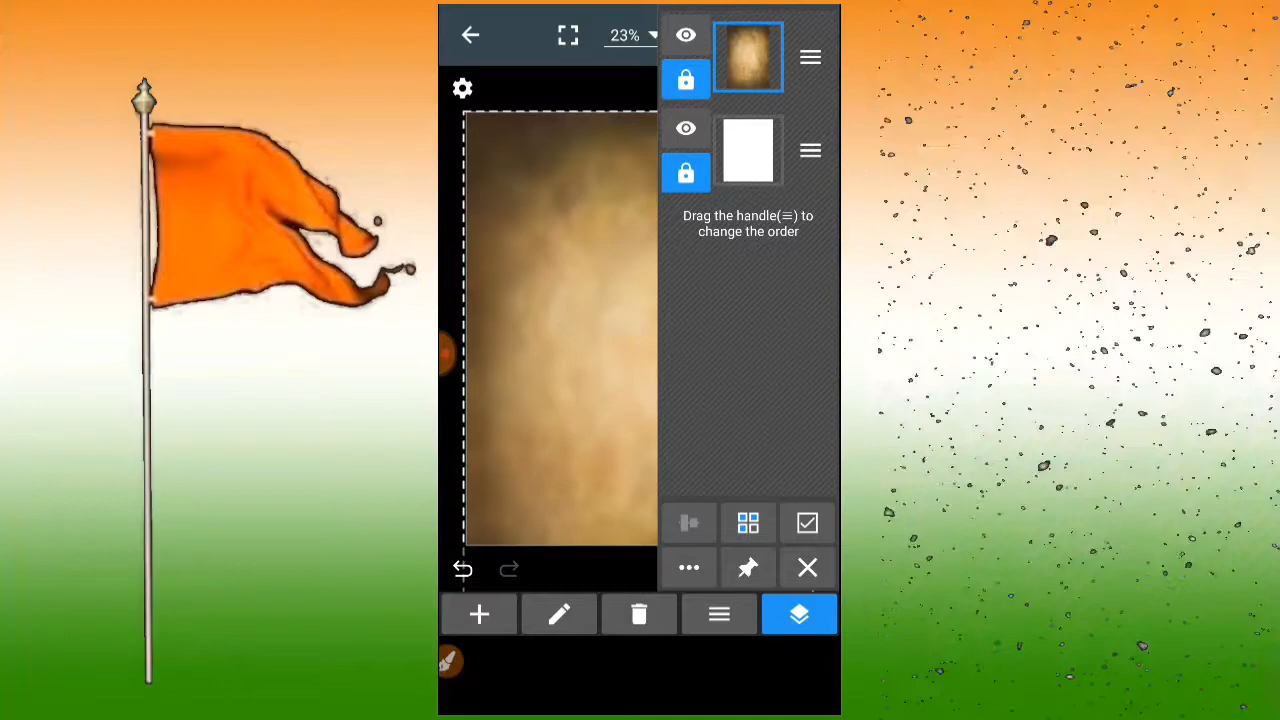 23%
Drag the handle(≡) to
change the order